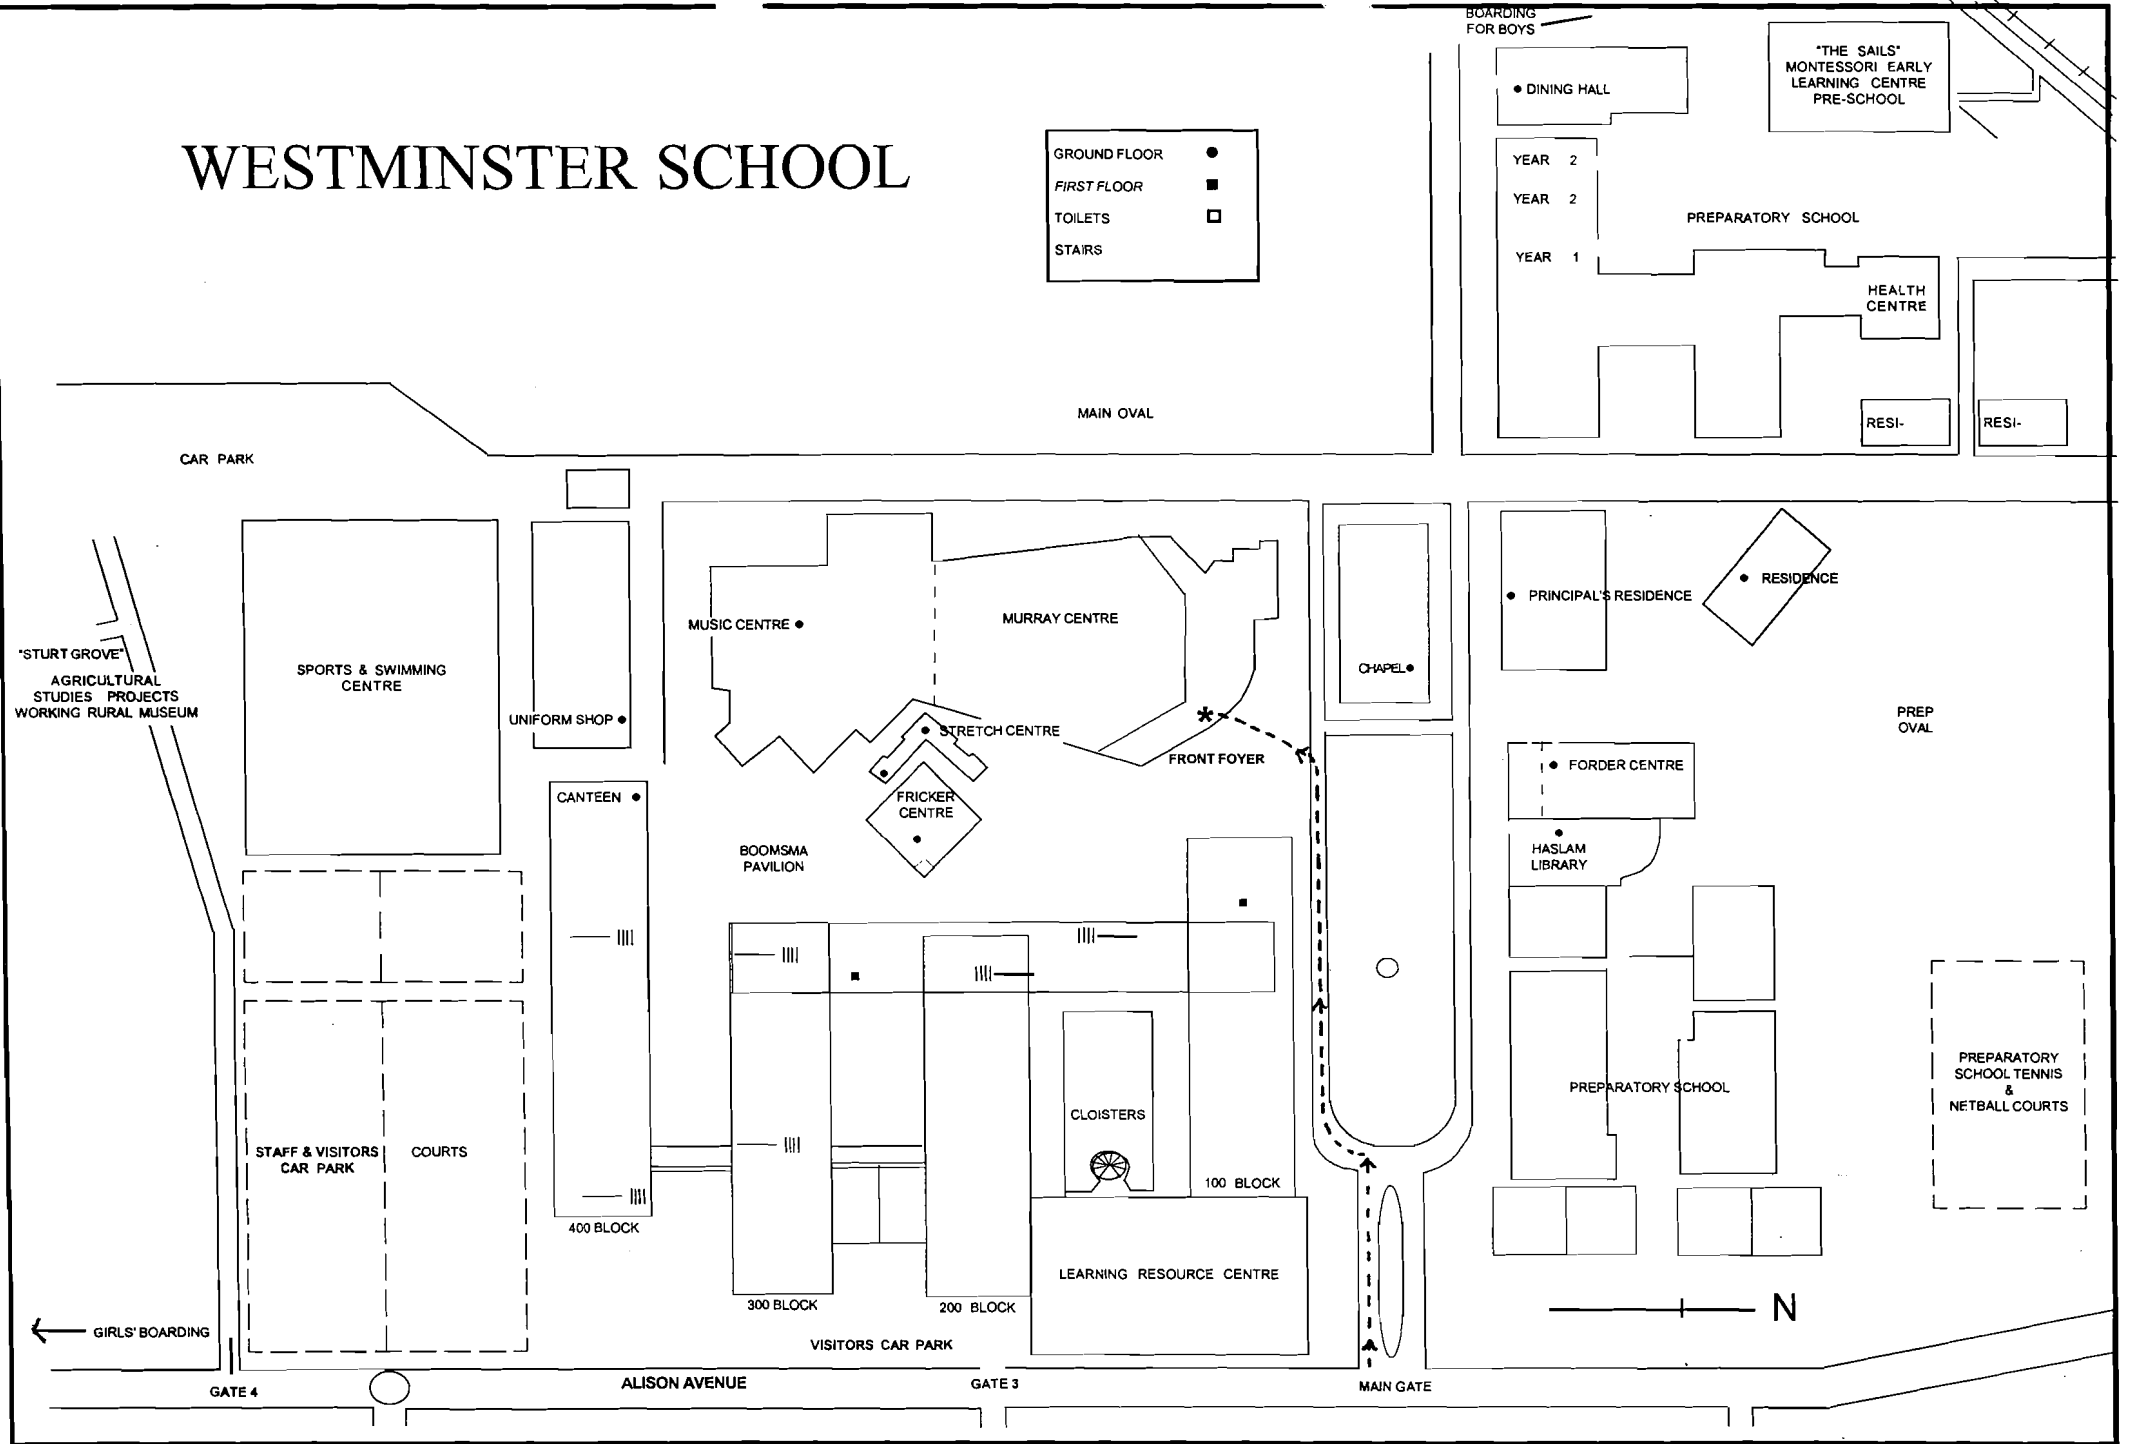 BOARDING
FOR BOYS
"THE SAILS"
MONTESSORI EARLY
LEARNING CENTRE
PRE-SCHOOL
DINING HALL
WESTMINSTER SCHOOL
GROUND FLOOR
FIRST FLOOR
TOILETS
STAIRS
YEAR 2
YEAR 2
YEAR 1
PREPARATORY SCHOOL
HEALTH
CENTRE
RESI-
RESI-
MAIN OVAL
CAR PARK
"STURT GROVE"
AGRICULTURAL
STUDIES PROJECTS
WORKING RURAL MUSEUM
SPORTS & SWIMMING
CENTRE
UNIFORM SHOP
MUSIC CENTRE
MURRAY CENTRE
STRETCH CENTRE
FRONT FOYER
CHAPEL
PRINCIPAL'S RESIDENCE
RESIDENCE
PREP
OVAL
FORDER CENTRE
HASLAM
LIBRARY
CANTEEN
FRICKER
CENTRE
BOOMSMA
PAVILION
PREPARATORY
SCHOOL TENNIS
&
NETBALL COURTS
PREPARATORY SCHOOL
CLOISTERS
STAFF & VISITORS
CAR PARK
COURTS
100 BLOCK
400 BLOCK
LEARNING RESOURCE CENTRE
300 BLOCK
200 BLOCK
N
GIRLS' BOARDING
VISITORS CAR PARK
GATE 4
ALISON AVENUE
GATE 3
MAIN GATE